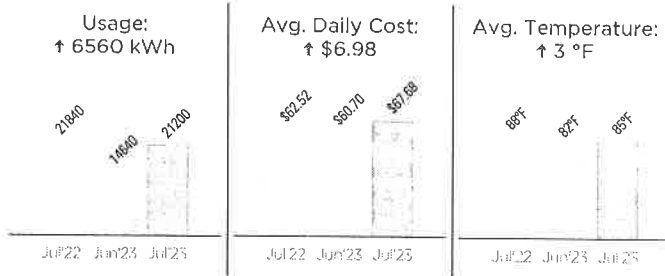 Usage:
↑ 6560 kWh
21840
14640
21200
Jul'22 Jun'23 Jul'23
Avg. Daily Cost:
↑ $6.98
$62.52
$60.70
$67.68
Jul'22 Jun'23 Jul'23
Avg. Temperature:
↑ 3 °F
88°F
82°F
85°F
Jul'22 Jun'23 Jul'23